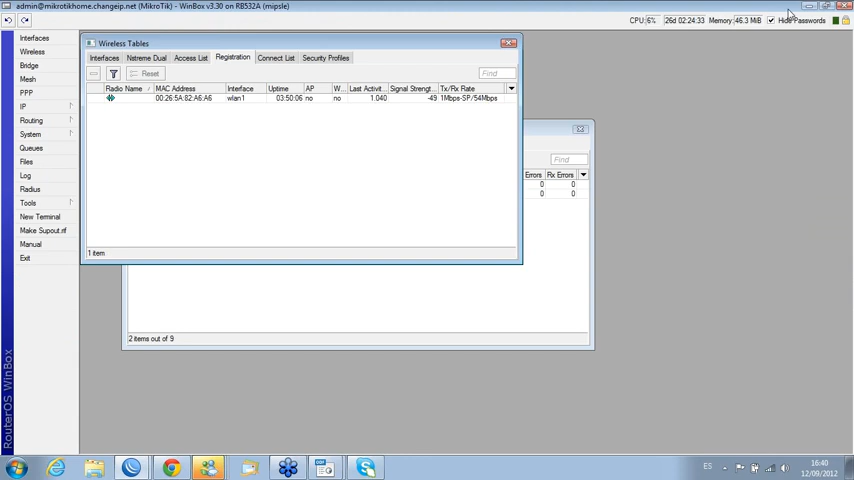 admin@mikrotikhome.changeip.net (MikroTik) - WinBox v3.30 on RB532A (mipsle)
CPU: 6% 26d 02:24:33 Memory: 46.3 MiB Hide Passwords
Interfaces
Wireless
Bridge
Mesh
PPP
IP
Routing
System
Queues
Files
Log
Radius
Tools
New Terminal
Make Supout.rif
Manual
Exit
RouterOS WinBox
Wireless Tables
Interfaces Nstreme Dual Access List Registration Connect List Security Profiles
Reset Find
Radio Name MAC Address Interface Uptime AP W... Last Activit... Signal Strengt... Tx/Rx Rate
00:26:5A:82:A6:A6 wlan1 03:50:06 no no 1.040 -49 1Mbps-SP/54Mbps
1 item
Find
Errors Rx Errors
0 0
0 0
2 items out of 9
ES
16:40
12/09/2012